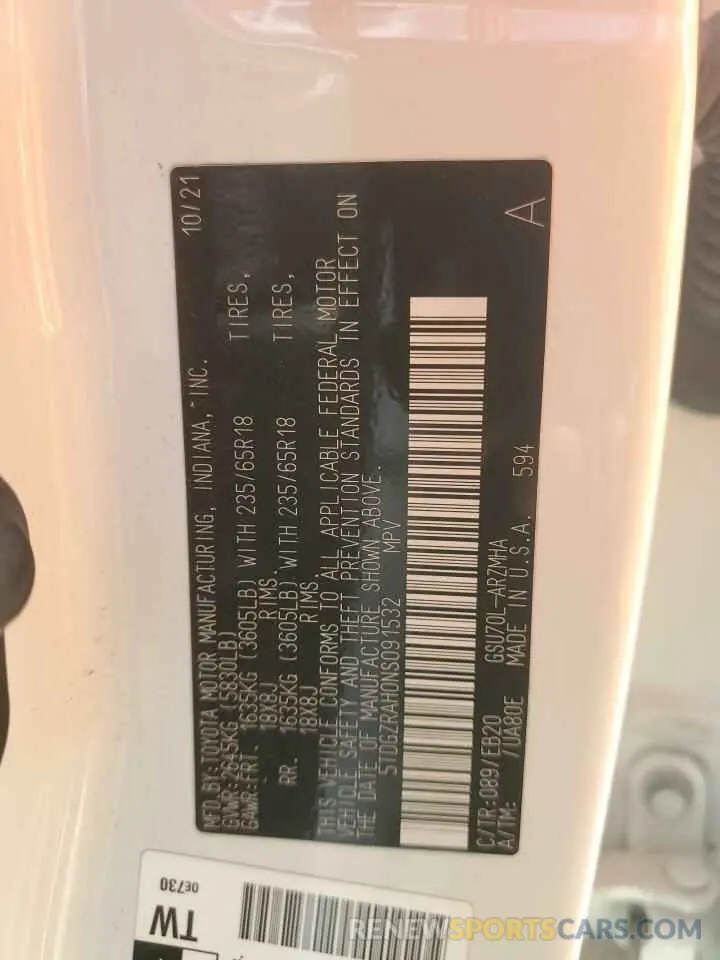 MFD.BY:TOYOTA MOTOR MANUFACTURING, INDIANA, INC. 10/21
GVWR:2645KG (5830LB)
GAWR:FRT. 1635KG (3605LB) WITH 235/65R18 TIRES,
18X8J RIMS.
RR. 1635KG (3605LB) WITH 235/65R18 TIRES,
18X8J RIMS.
THIS VEHICLE CONFORMS TO ALL APPLICABLE FEDERAL MOTOR
VEHICLE SAFETY AND THEFT PREVENTION STANDARDS IN EFFECT ON
THE DATE OF MANUFACTURE SHOWN ABOVE.
5TDGZRAH0NS091532 MPV
C/TR:089/EB20 GSU70L-ARZMHA
A/TM: /UA80E MADE IN U.S.A. 594
A
TW
0E730
RENEWSPORTSCARS.COM